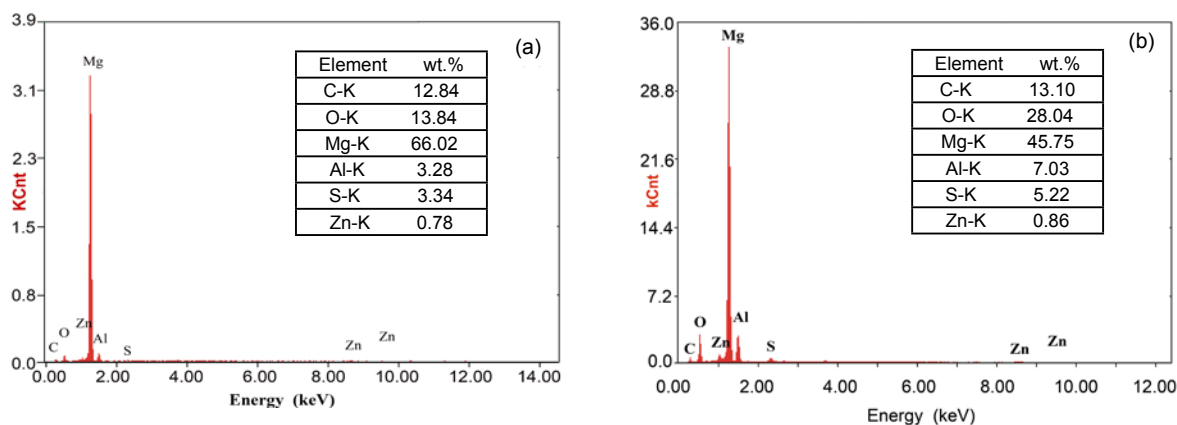 3.9
3.1
2.3
1.5
0.8
0.0
KCnt
(a)
Mg
Element wt.%
C-K 12.84
O-K 13.84
Mg-K 66.02
Al-K 3.28
S-K 3.34
Zn-K 0.78
C
O
Zn
Al
S
Zn
Zn
0.00 2.00 4.00 6.00 8.00 10.00 12.00 14.00
Energy (keV)
36.0
28.8
21.6
14.4
7.2
0.0
kCnt
(b)
Mg
Element wt.%
C-K 13.10
O-K 28.04
Mg-K 45.75
Al-K 7.03
S-K 5.22
Zn-K 0.86
C
O
Zn
Al
S
Zn
Zn
0.00 2.00 4.00 6.00 8.00 10.00 12.00
Energy (keV)